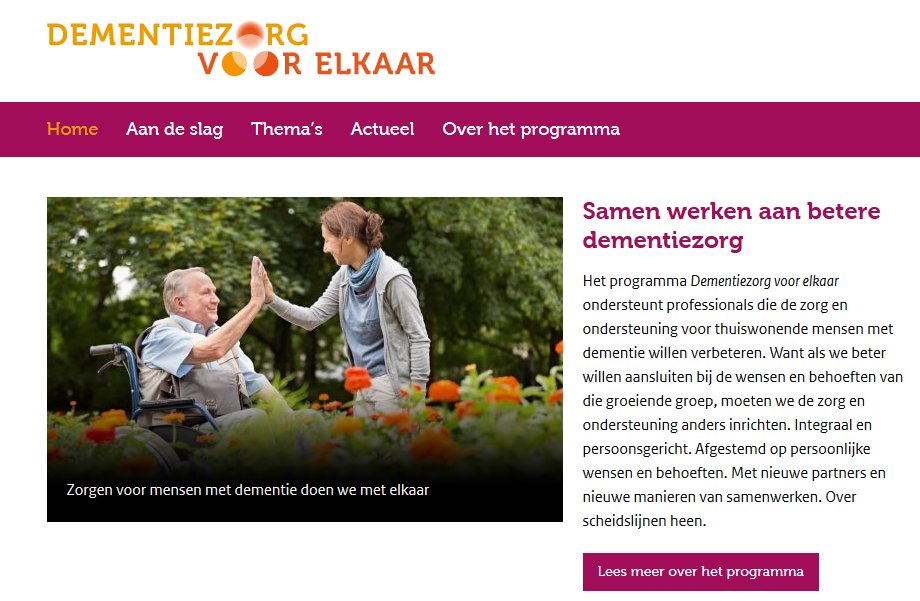 DEMENTIEZORG
VOOR ELKAAR
Home Aan de slag Thema's Actueel Over het programma
Zorgen voor mensen met dementie doen we met elkaar
Samen werken aan betere
dementiezorg
Het programma Dementiezorg voor elkaar
ondersteunt professionals die de zorg en
ondersteuning voor thuiswonende mensen met
dementie willen verbeteren. Want als we beter
willen aansluiten bij de wensen en behoeften van
die groeiende groep, moeten we de zorg en
ondersteuning anders inrichten. Integraal en
persoonsgericht. Afgestemd op persoonlijke
wensen en behoeften. Met nieuwe partners en
nieuwe manieren van samenwerken. Over
scheidslijnen heen.
Lees meer over het programma